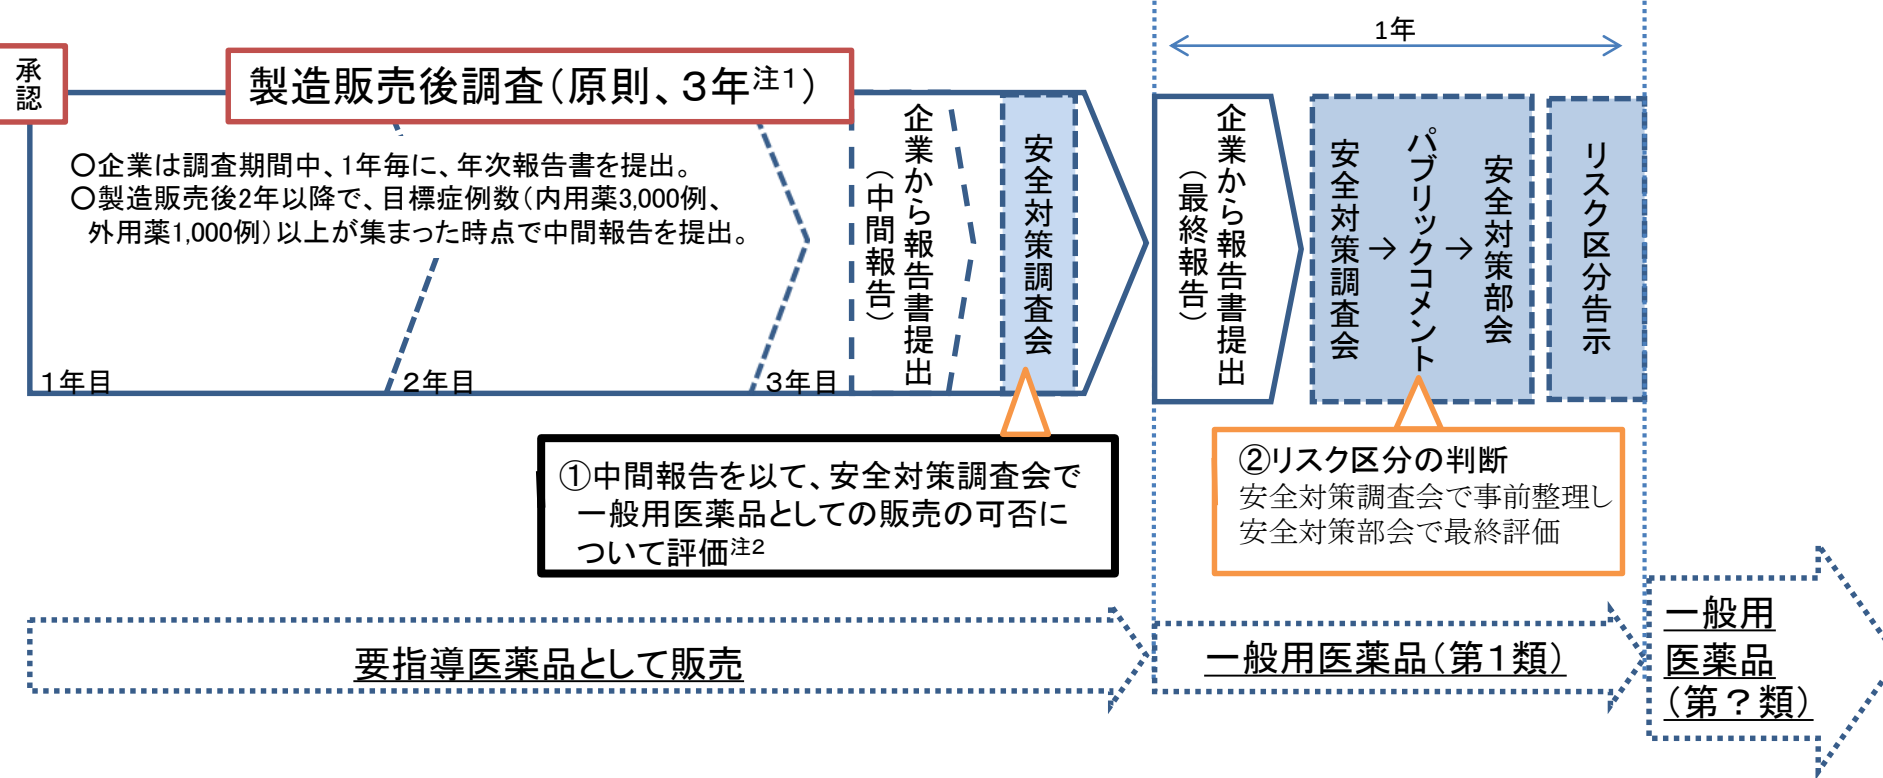 1年
承認
製造販売後調査（原則、3年注1）
○企業は調査期間中、1年毎に、年次報告書を提出。
○製造販売後2年以降で、目標症例数（内用薬3,000例、
外用薬1,000例）以上が集まった時点で中間報告を提出。
1年目
2年目
3年目
企業から報告書提出
（中間報告）
安全対策調査会
企業から報告書提出
（最終報告）
安全対策調査会
→
パブリックコメント
→
安全対策部会
リスク区分告示
①中間報告を以て、安全対策調査会で
一般用医薬品としての販売の可否に
ついて評価注2
②リスク区分の判断
安全対策調査会で事前整理し
安全対策部会で最終評価
要指導医薬品として販売
一般用医薬品（第1類）
一般用
医薬品
（第？類）